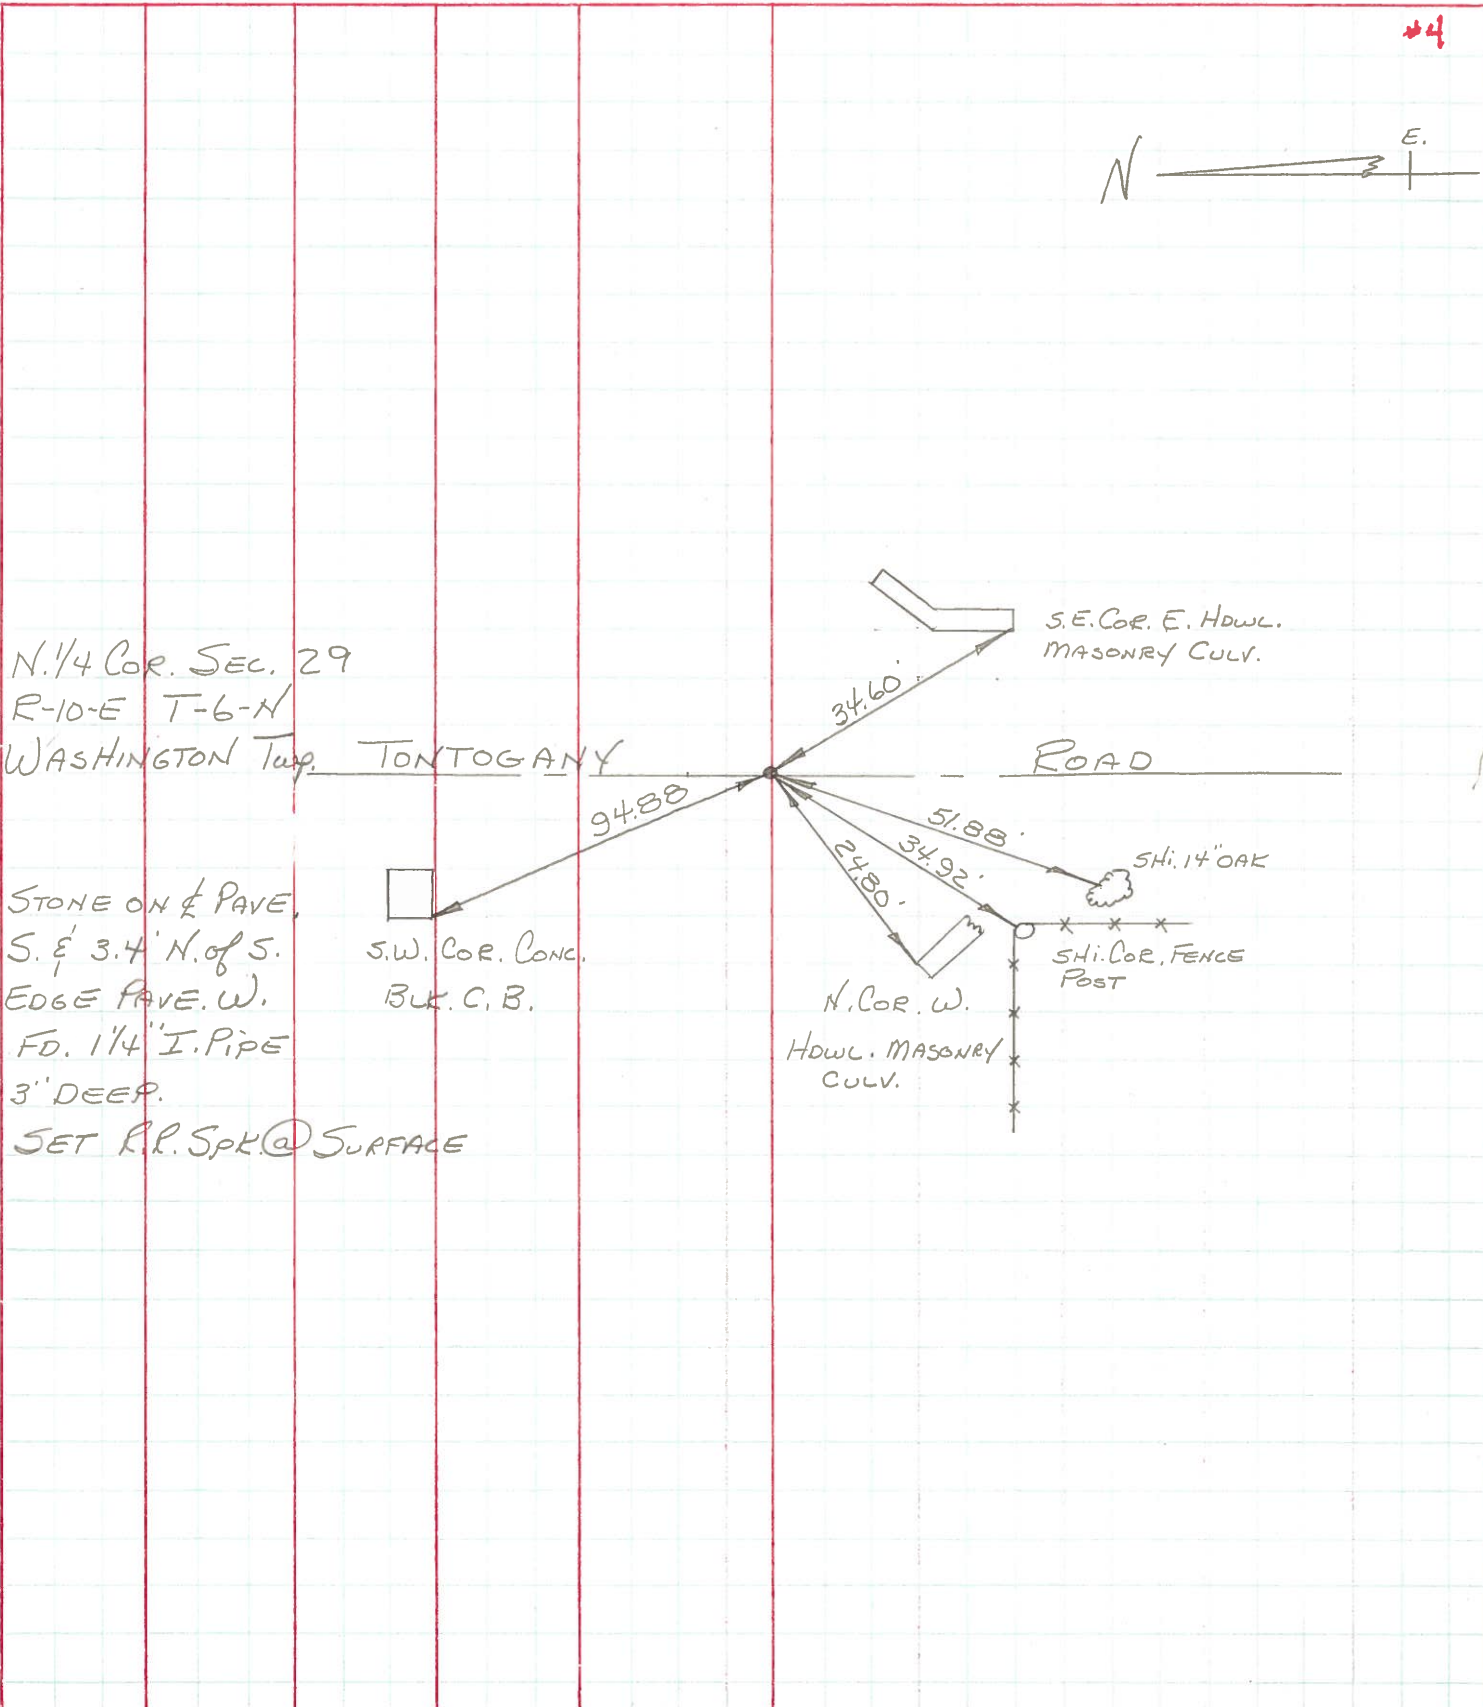 #4
E.
N
S.E. COR. E. HDWL.
MASONRY CULV.
34.60'
N. 1/4 COR. SEC. 29
R-10-E T-6-N
WASHINGTON Twp. TONTOGANY ROAD
94.88
51.88'
34.92'
24.80'
SHi. 14" OAK
STONE ON ℄ PAVE.
S. & 3.4' N. of S.
EDGE PAVE. W.
FD. 1 1/4" I. PiPE
3" DEEP.
SET R.R. SPK. @ SURFACE
S.W. COR. CONC.
BLK. C.B.
SHi. COR. FENCE
POST
N. COR. W.
HDWL. MASONRY
CULV.